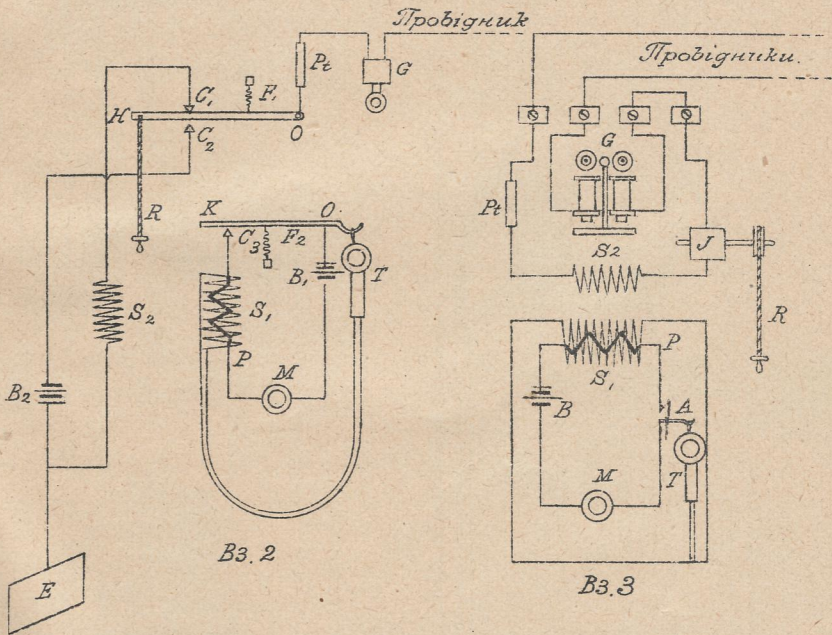 Провідник
Pt
G
C1
F1
H
O
C2
R
S2
B2
E
K
O
C3
F2
B1
T
S1
P
M
Вз. 2
Провідники.
G
Pt
S2
J
R
P
S1
B
A
T
M
Вз. 3